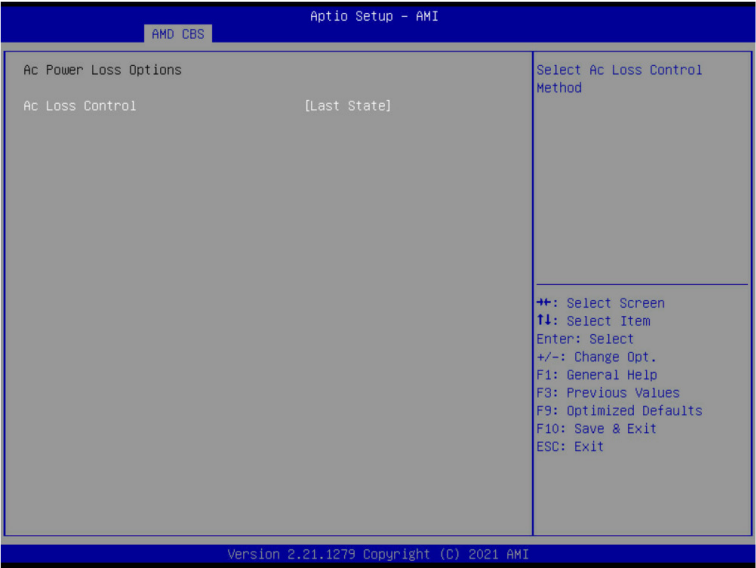 Aptio Setup – AMI
AMD CBS
Ac Power Loss Options
Ac Loss Control [Last State]
Select Ac Loss Control
Method
→←: Select Screen
↑↓: Select Item
Enter: Select
+/-: Change Opt.
F1: General Help
F3: Previous Values
F9: Optimized Defaults
F10: Save & Exit
ESC: Exit
Version 2.21.1279 Copyright (C) 2021 AMI